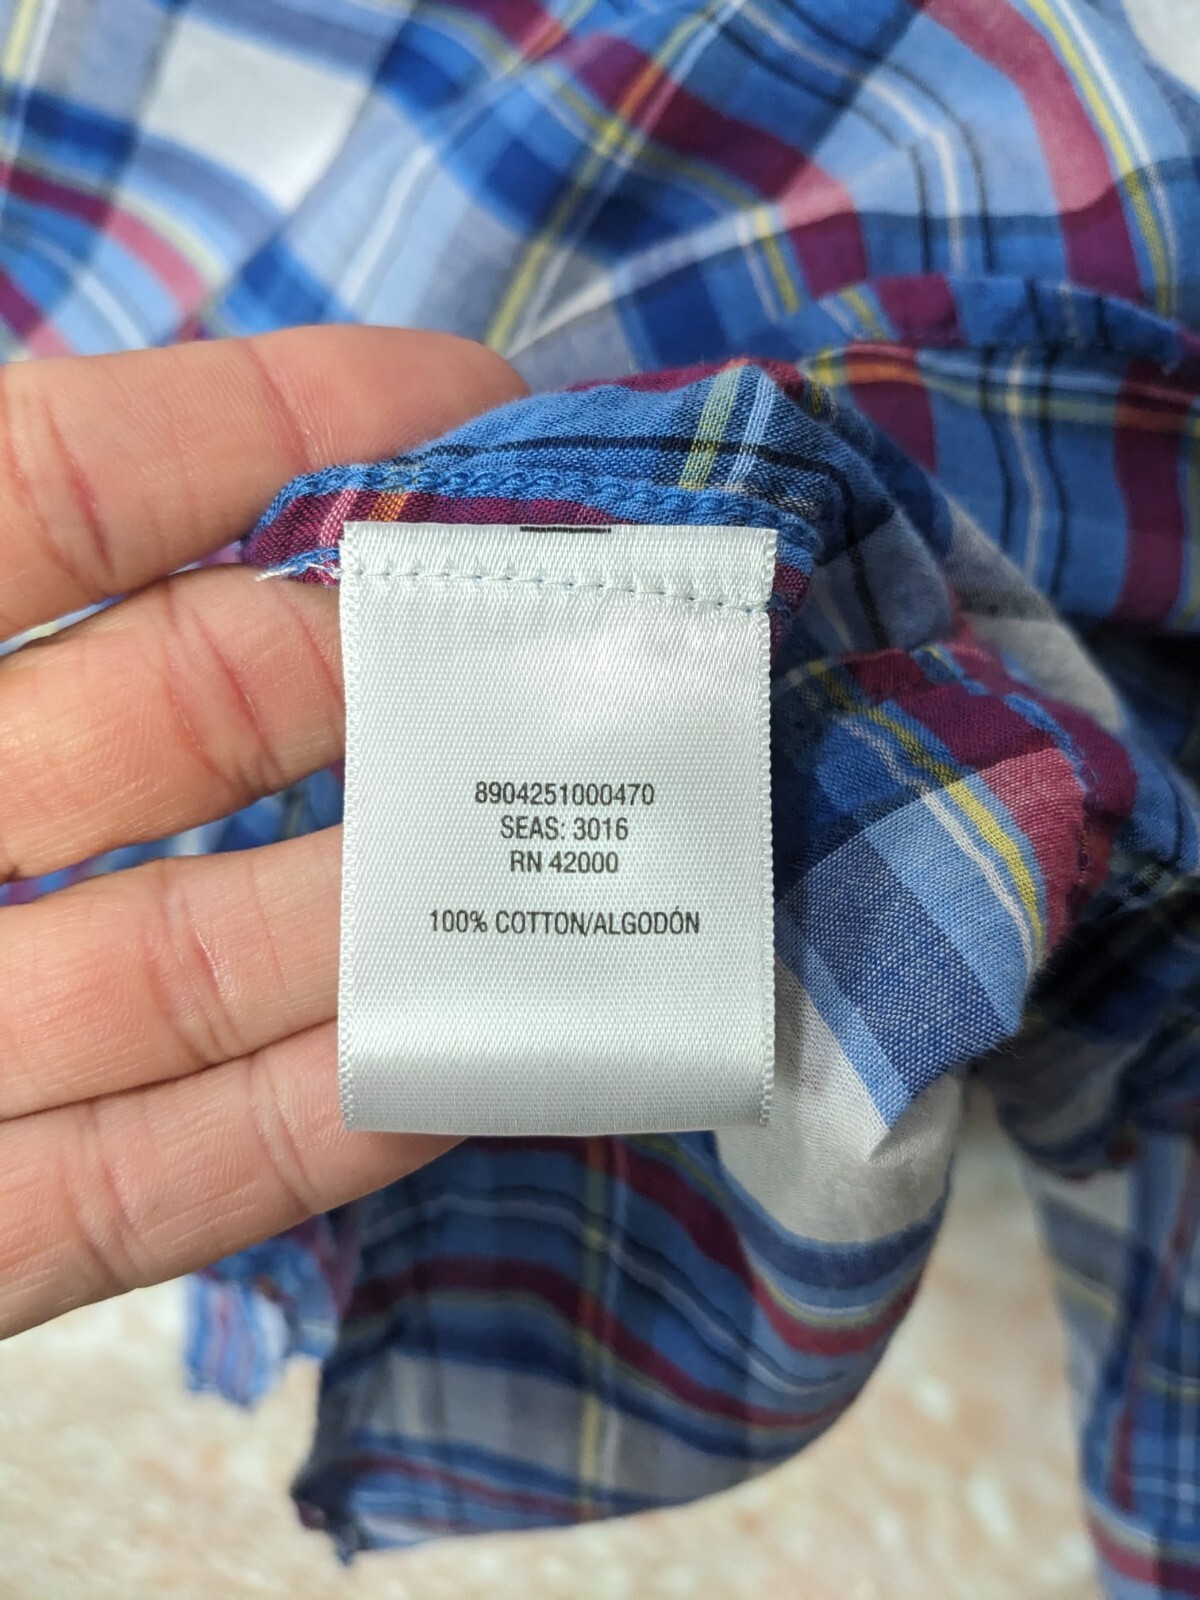 8904251000470
SEAS: 3016
RN 42000
100% COTTON/ALGODÓN